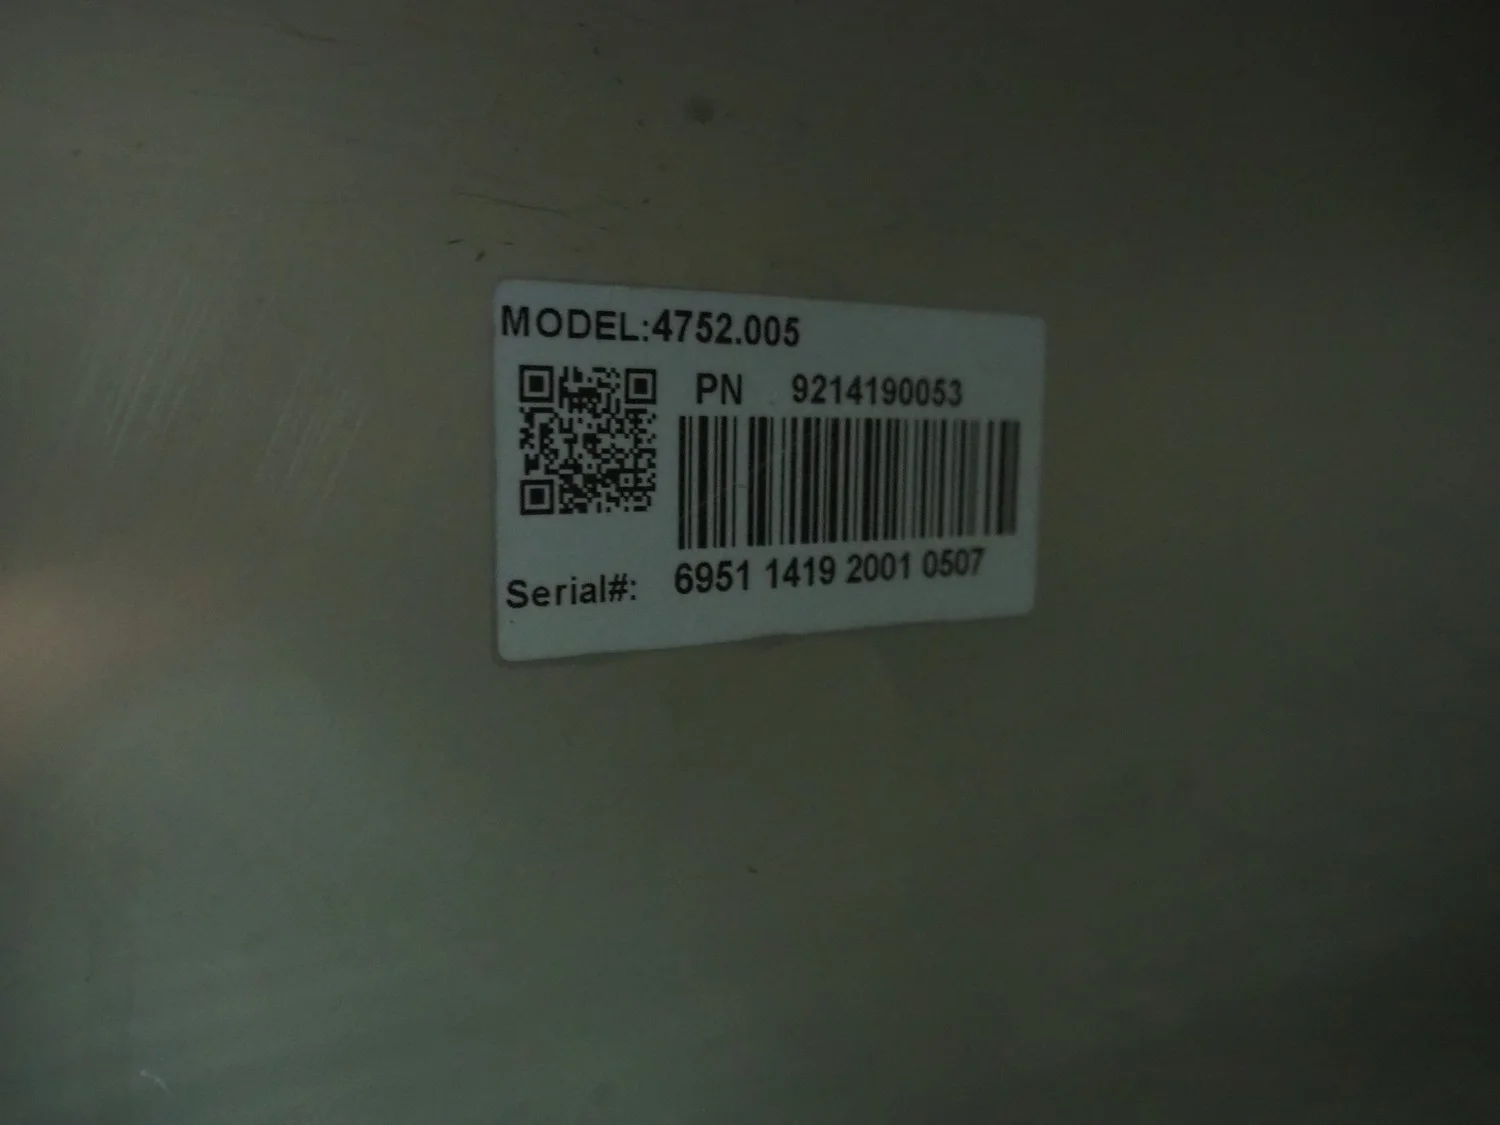 MODEL:4752.005
PN 9214190053
Serial#: 6951 1419 2001 0507